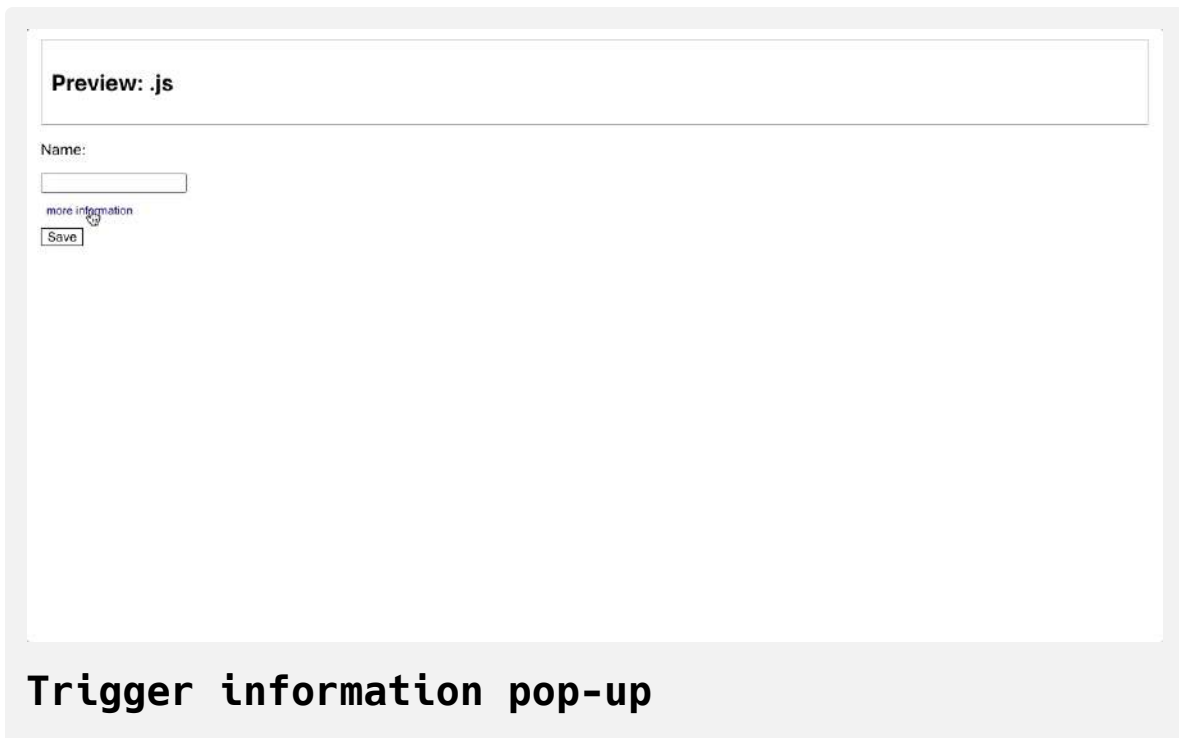 Preview: .js
Name:
more information
Save
Trigger information pop-up